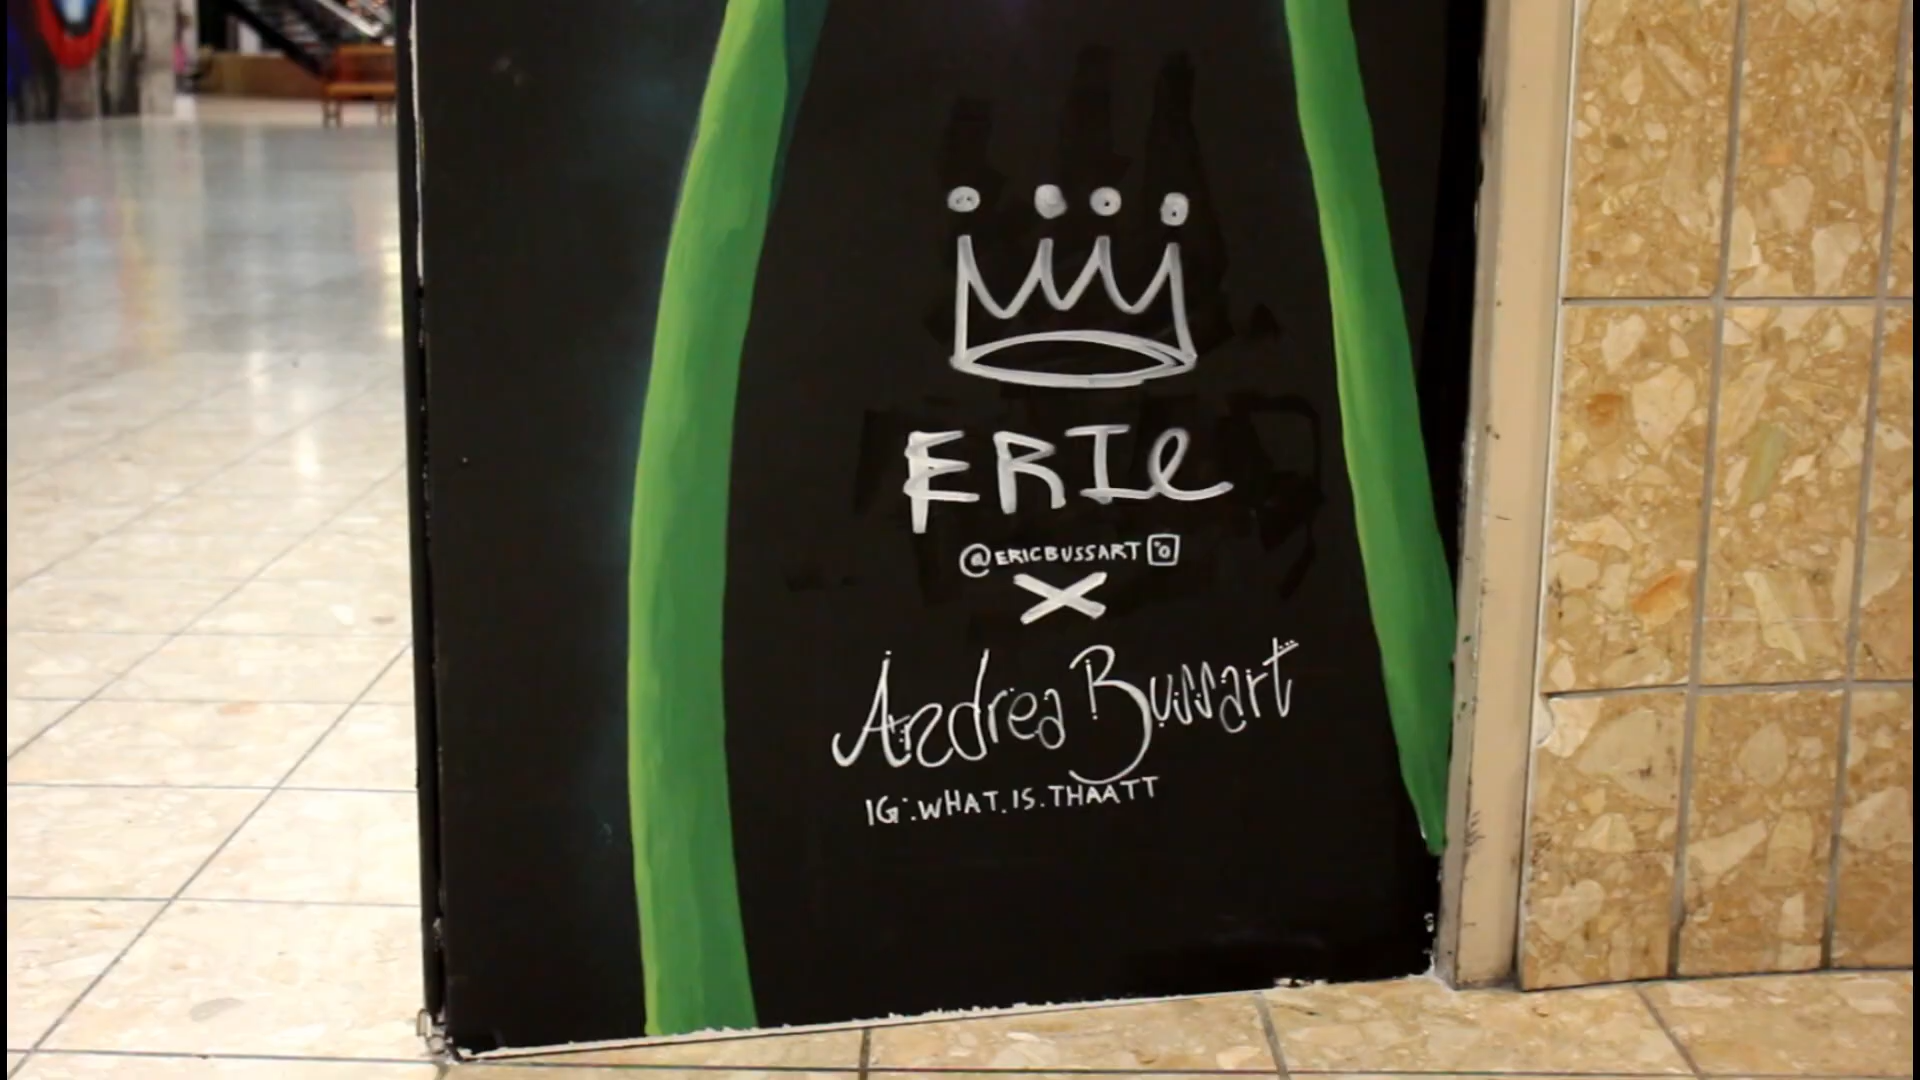 ERIC
@ERICBUSSART
X
Andrea Bussart
IG:WHAT.IS.THAATT